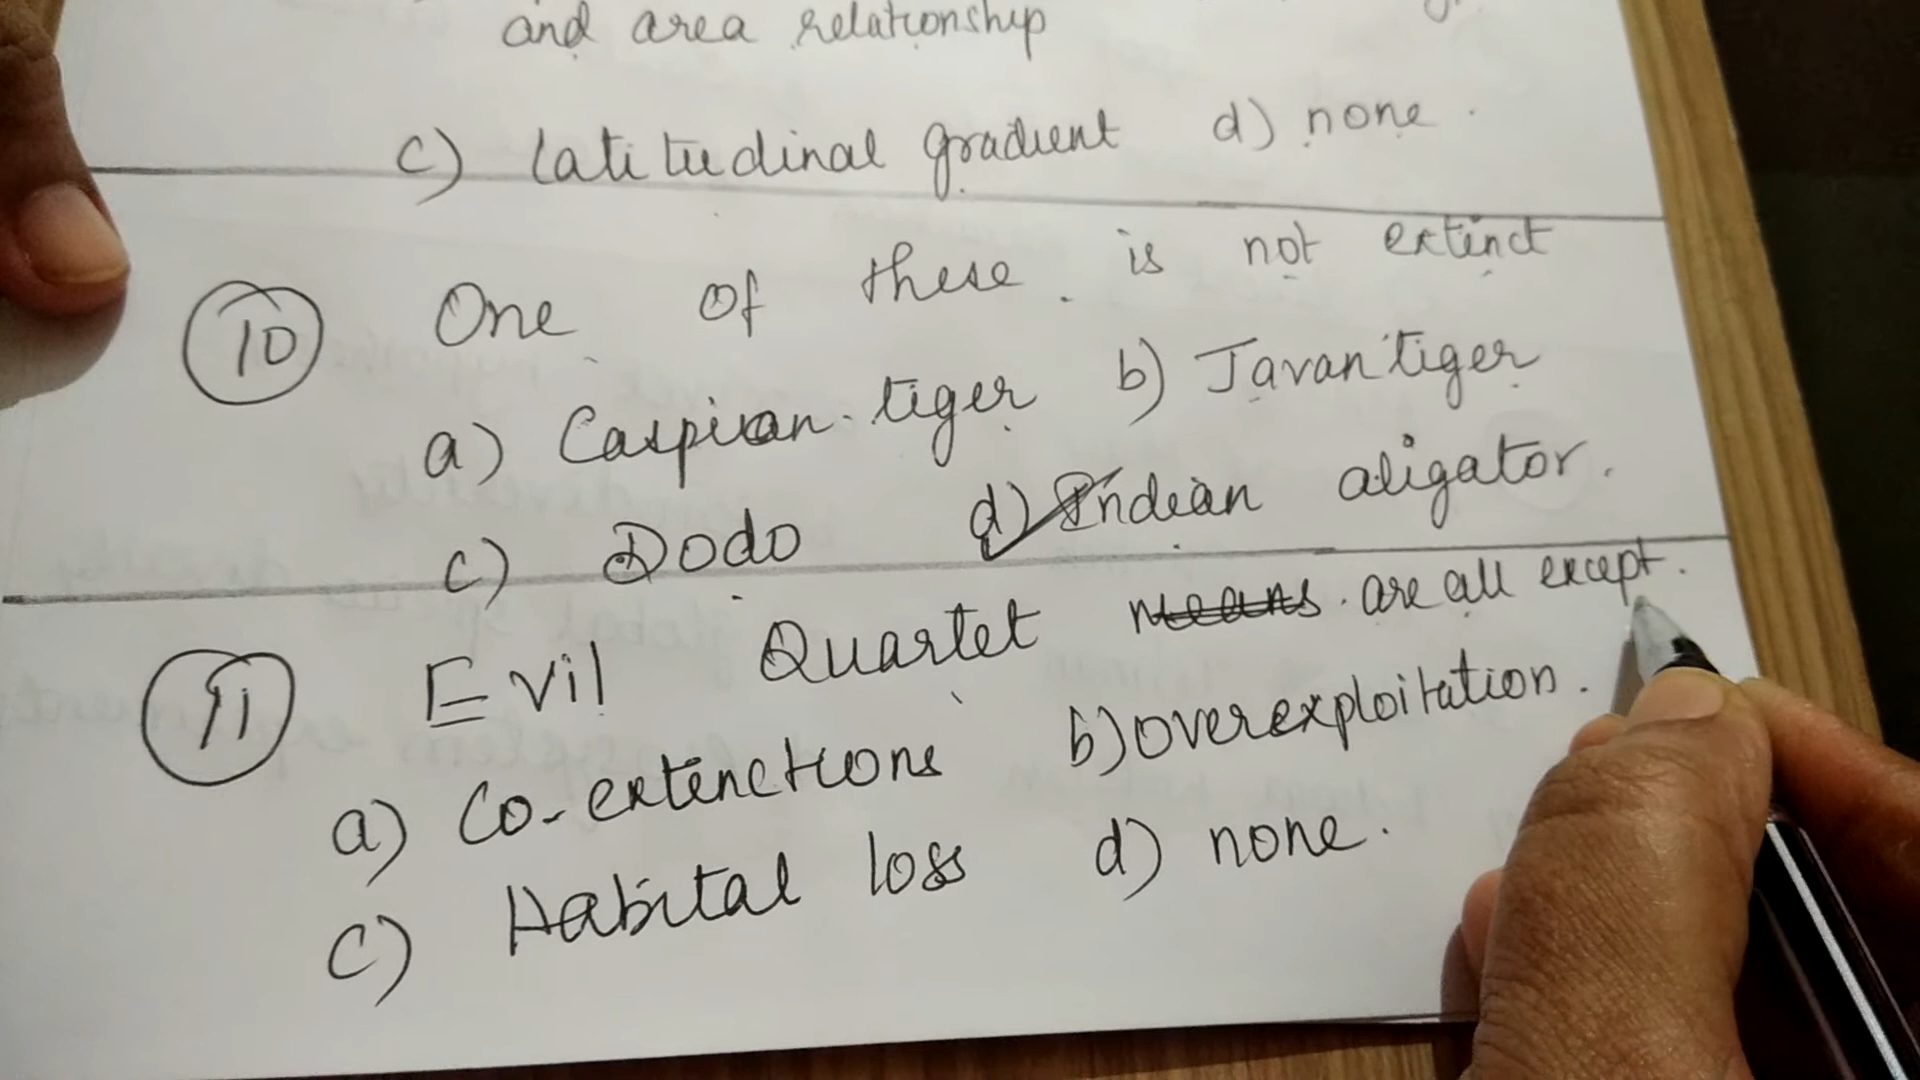 and area relationship
c) Latitudinal gradient d) none.
10 One of these is not extinct
a) Caspian tiger b) Javan tiger
c) Dodo d) Indian aligator.
11 Evil Quartet means are all except.
a) Co-extinctions b) overexploitation.
c) Habital loss d) none.